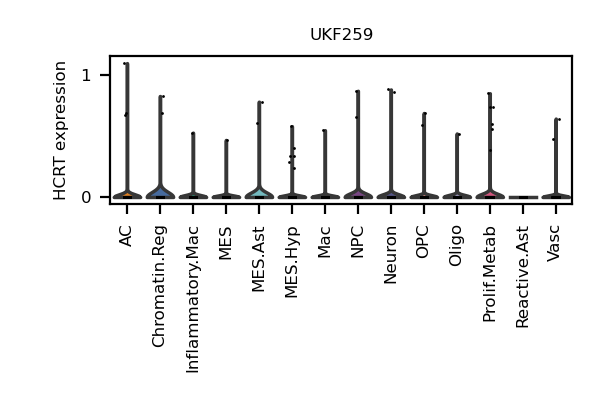 UKF259
HCRT expression
1
0
AC
Chromatin.Reg
Inflammatory.Mac
MES
MES.Ast
MES.Hyp
Mac
NPC
Neuron
OPC
Oligo
Prolif.Metab
Reactive.Ast
Vasc